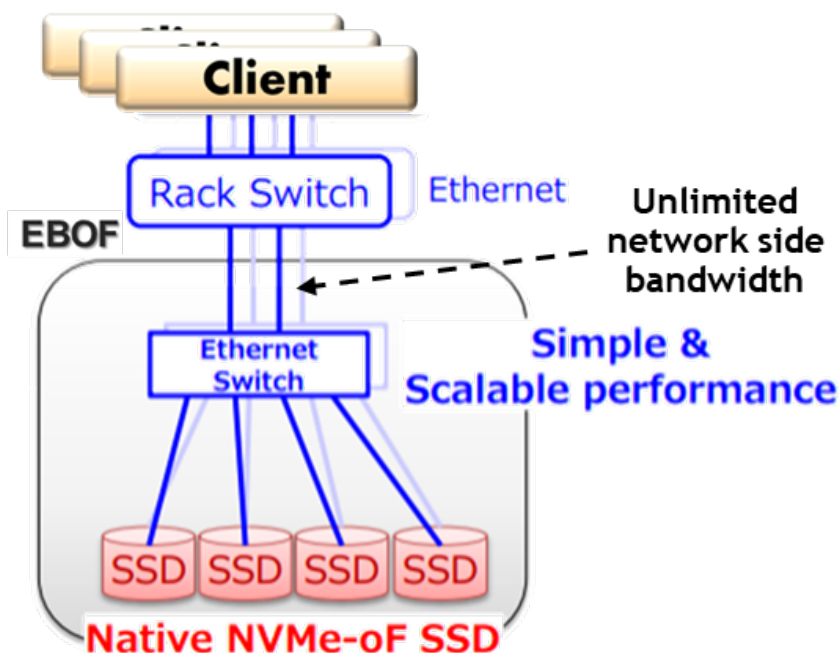 Client
Rack Switch
Ethernet
EBOF
Unlimited
network side
bandwidth
Ethernet
Switch
Simple &
Scalable performance
SSD SSD SSD SSD
Native NVMe-oF SSD